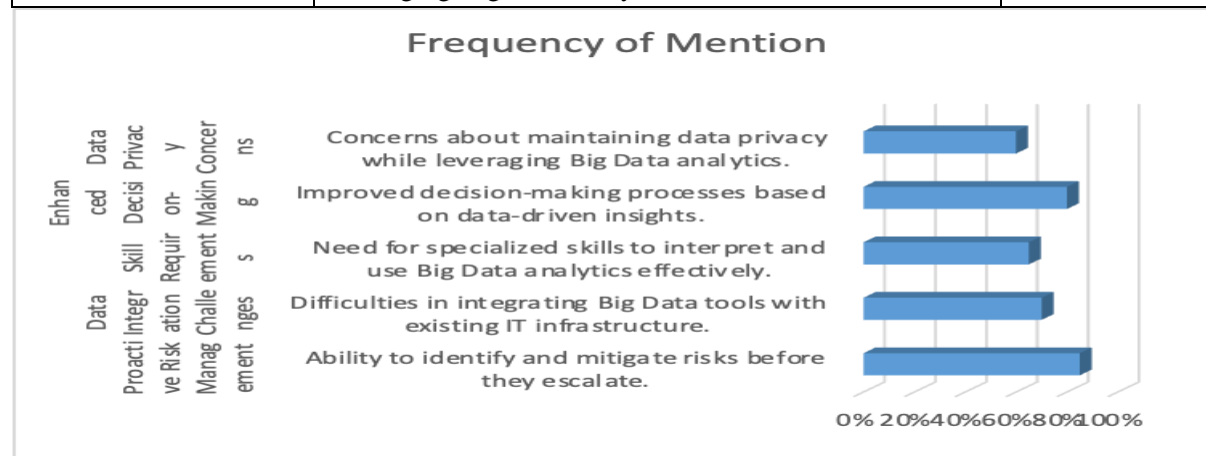 Frequency of Mention
Data
Privac
y
Concer
ns
Concerns about maintaining data privacy
while leveraging Big Data analytics.
Enhan
ced
Decisi
on-
Makin
g
Improved decision-making processes based
on data-driven insights.
Skill
Requir
ement
s
Need for specialized skills to interpret and
use Big Data analytics effectively.
Data
Integr
ation
Challe
nges
Difficulties in integrating Big Data tools with
existing IT infrastructure.
Proacti
ve Risk
Manag
ement
Ability to identify and mitigate risks before
they escalate.
0% 20% 40% 60% 80% 100%